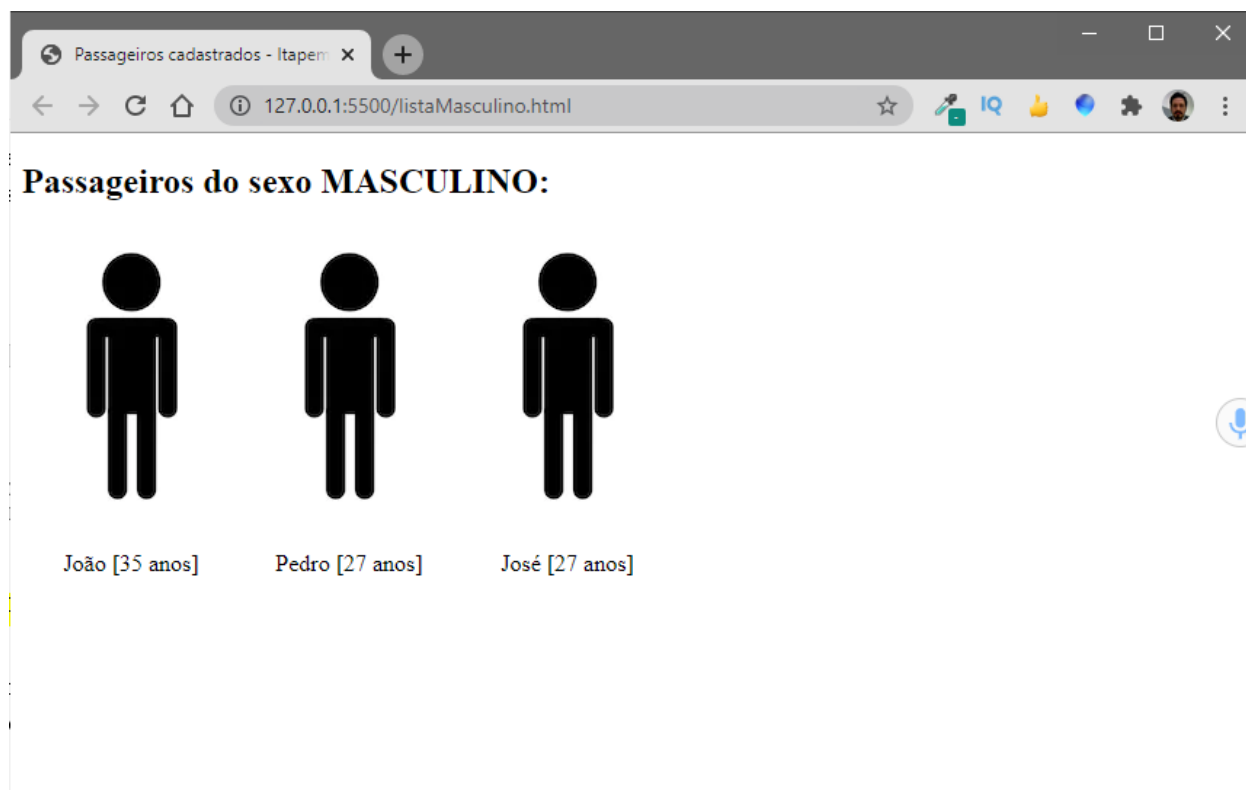 Passageiros cadastrados - Itapem
127.0.0.1:5500/listaMasculino.html
IQ
Passageiros do sexo MASCULINO:
João [35 anos] Pedro [27 anos] José [27 anos]